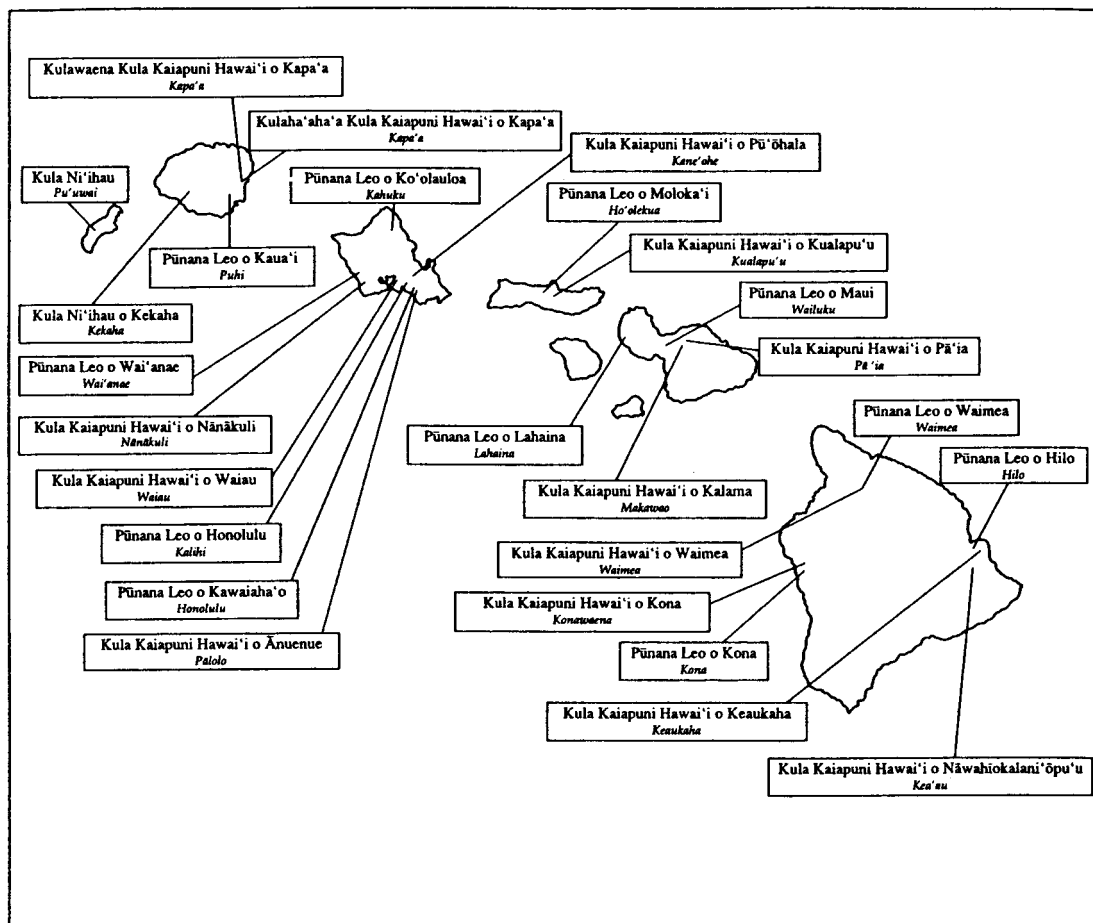 Kulawaena Kula Kaiapuni Hawai‘i o Kapa‘a
Kapa‘a
Kulaha‘aha‘a Kula Kaiapuni Hawai‘i o Kapa‘a
Kapa‘a
Kula Kaiapuni Hawai‘i o Pū‘ōhala
Kane‘ohe
Kula Ni‘ihau
Pu‘uwai
Pūnana Leo o Ko‘olauloa
Kahuku
Pūnana Leo o Moloka‘i
Ho‘olekua
Kula Kaiapuni Hawai‘i o Kualapu‘u
Kualapu‘u
Pūnana Leo o Kaua‘i
Puhi
Pūnana Leo o Maui
Wailuku
Kula Ni‘ihau o Kekaha
Kekaha
Kula Kaiapuni Hawai‘i o Pā‘ia
Pā‘ia
Pūnana Leo o Wai‘anae
Wai‘anae
Kula Kaiapuni Hawai‘i o Nānākuli
Nānākuli
Pūnana Leo o Lahaina
Lahaina
Pūnana Leo o Waimea
Waimea
Pūnana Leo o Hilo
Hilo
Kula Kaiapuni Hawai‘i o Waiau
Waiau
Kula Kaiapuni Hawai‘i o Kalama
Makawao
Pūnana Leo o Honolulu
Kalihi
Kula Kaiapuni Hawai‘i o Waimea
Waimea
Pūnana Leo o Kawaiaha‘o
Honolulu
Kula Kaiapuni Hawai‘i o Kona
Konawaena
Kula Kaiapuni Hawai‘i o Ānuenue
Pālolo
Pūnana Leo o Kona
Kona
Kula Kaiapuni Hawai‘i o Keaukaha
Keaukaha
Kula Kaiapuni Hawai‘i o Nāwahīokalani‘ōpu‘u
Kea‘au